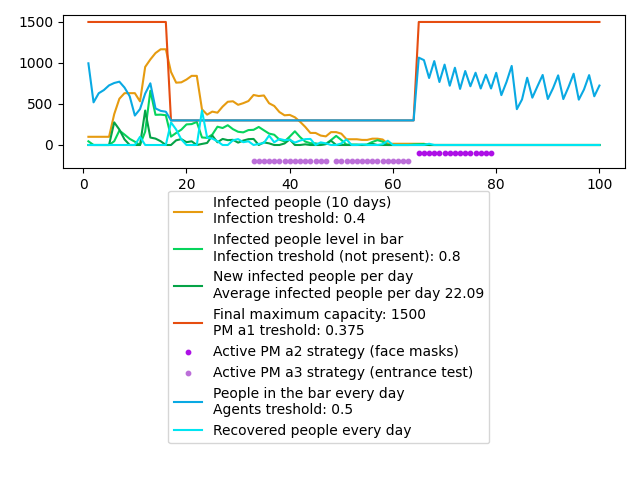 1500
1000
500
0
0 20 40 60 80 100
Infected people (10 days)
Infection treshold: 0.4
Infected people level in bar
Infection treshold (not present): 0.8
New infected people per day
Average infected people per day 22.09
Final maximum capacity: 1500
PM a1 treshold: 0.375
Active PM a2 strategy (face masks)
Active PM a3 strategy (entrance test)
People in the bar every day
Agents treshold: 0.5
Recovered people every day